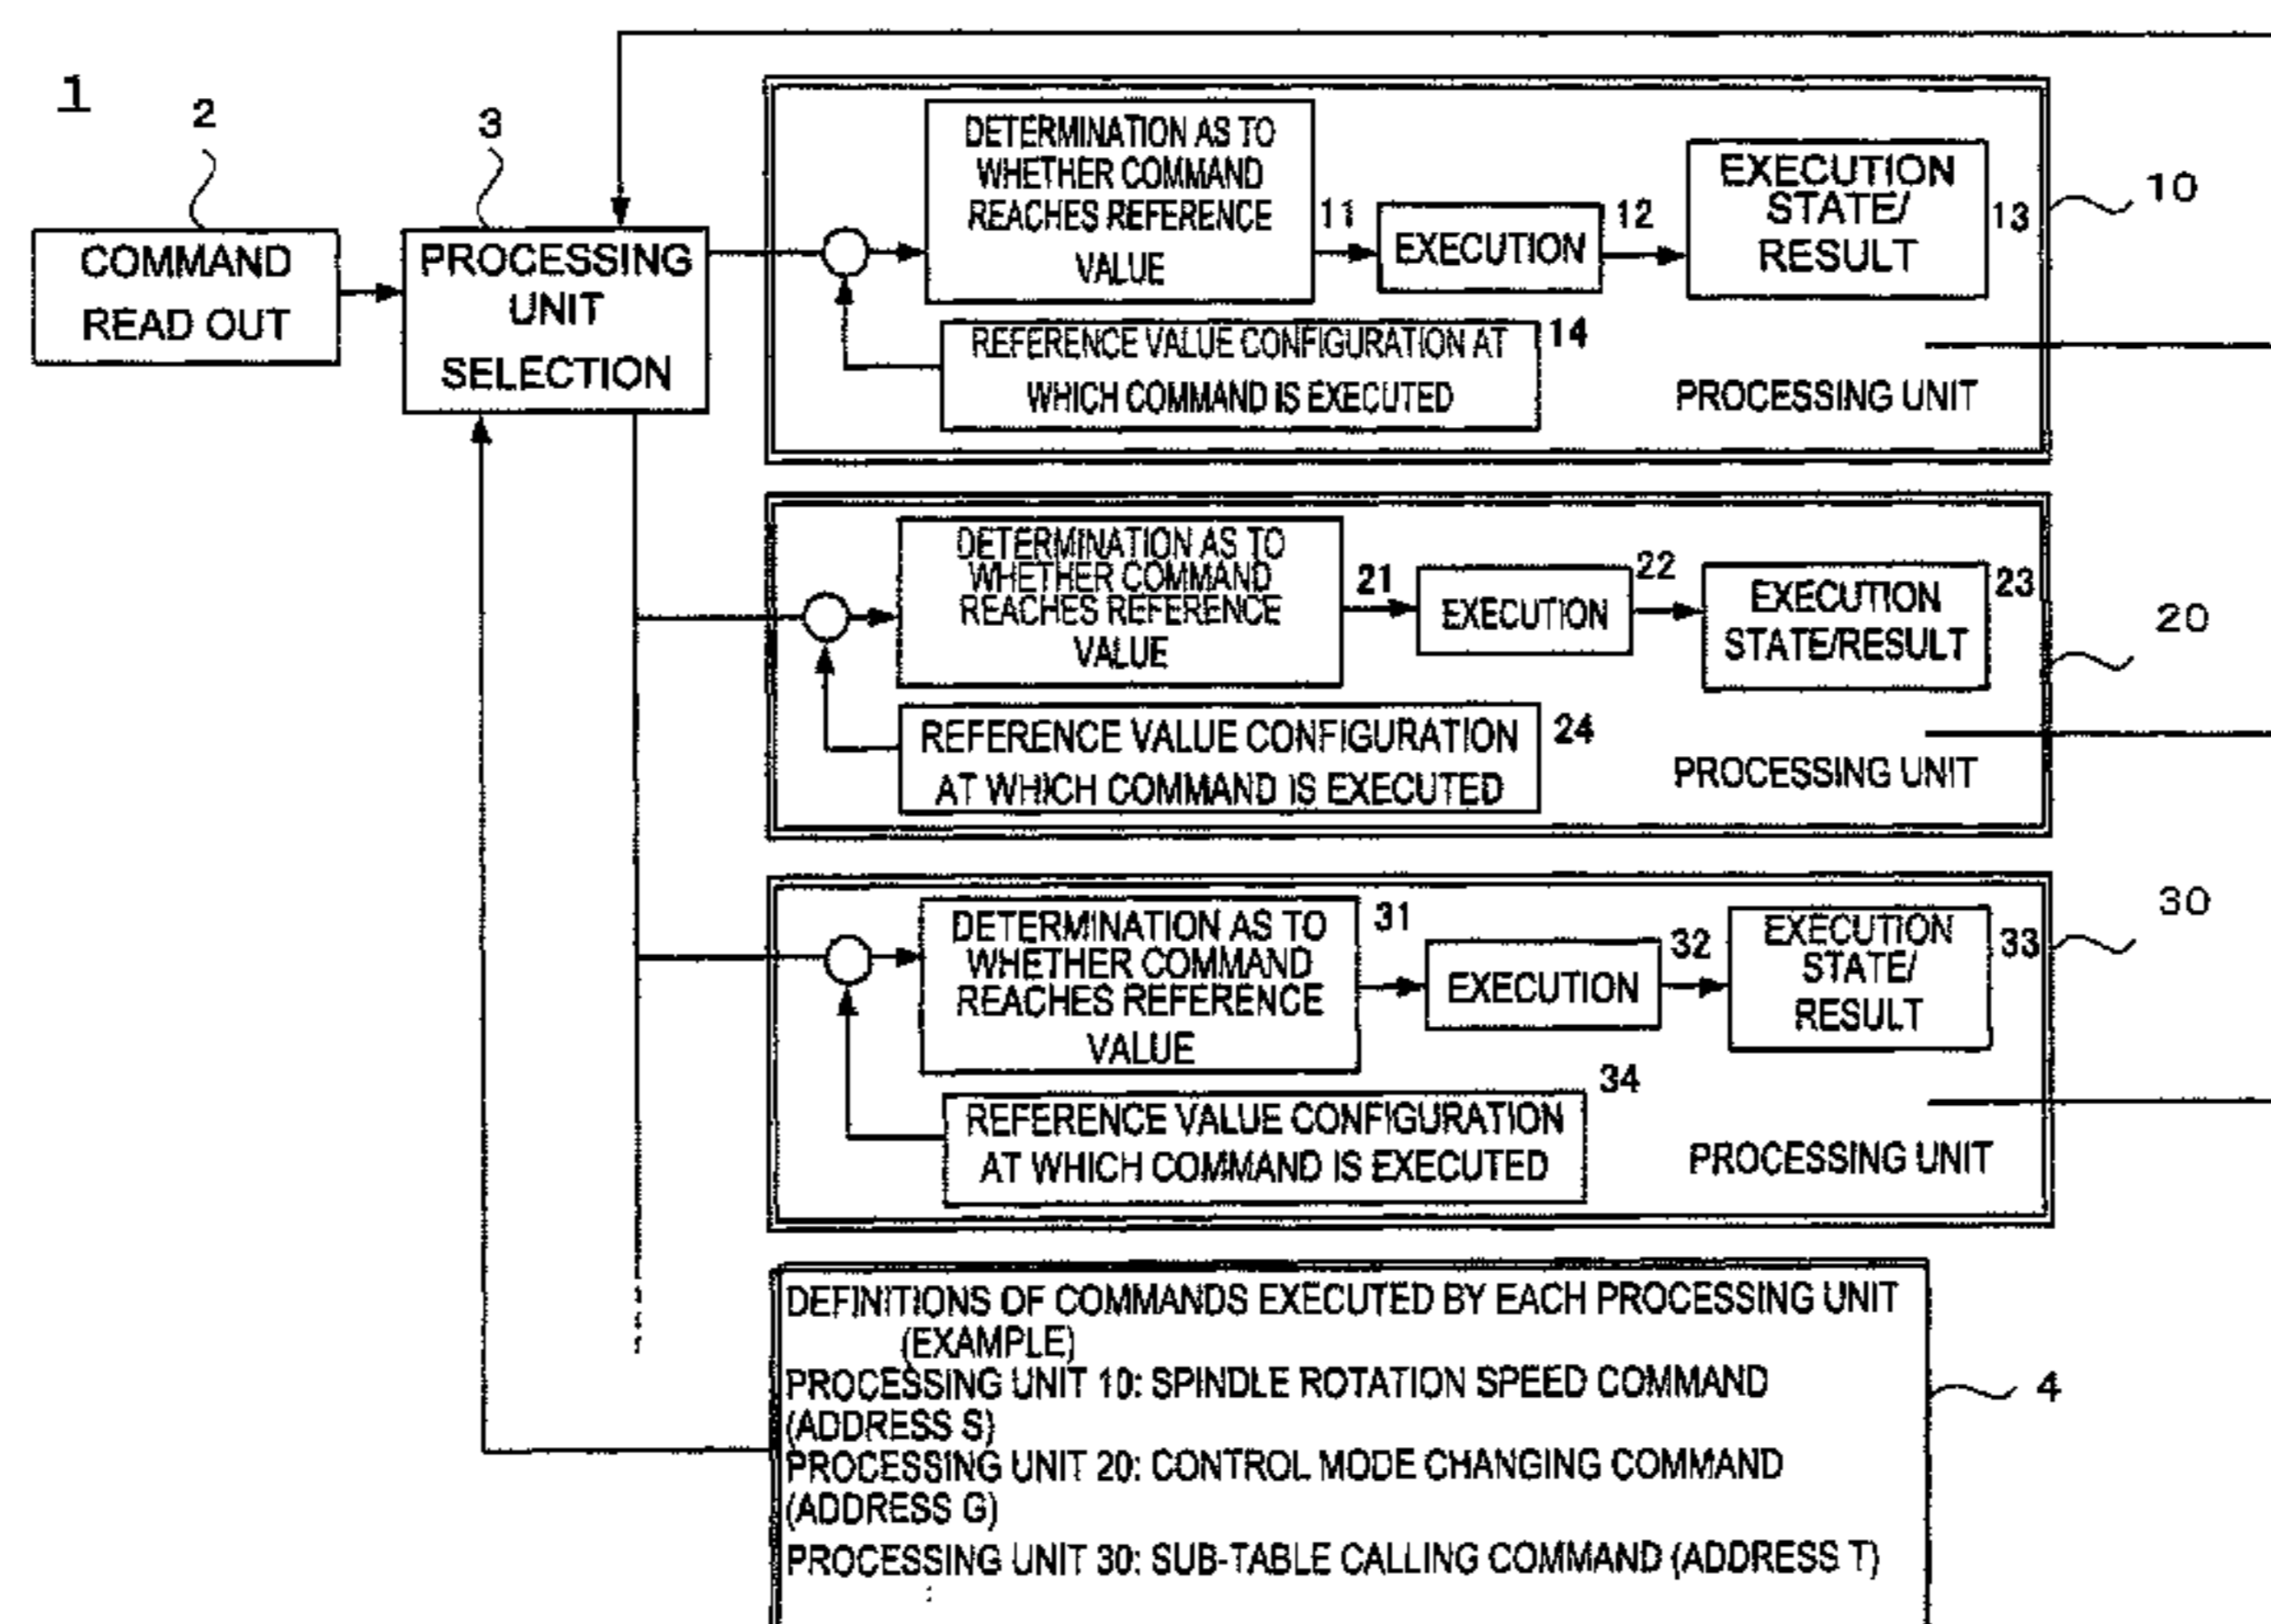 1
2
COMMAND
READ OUT
3
PROCESSING
UNIT
SELECTION
DETERMINATION AS TO
WHETHER COMMAND
REACHES REFERENCE
VALUE
11
EXECUTION
12
EXECUTION
STATE/
RESULT
13
10
REFERENCE VALUE CONFIGURATION AT
WHICH COMMAND IS EXECUTED
14
PROCESSING UNIT
DETERMINATION AS TO
WHETHER COMMAND
REACHES REFERENCE
VALUE
21
EXECUTION
22
EXECUTION
STATE/RESULT
23
20
REFERENCE VALUE CONFIGURATION
AT WHICH COMMAND IS EXECUTED
24
PROCESSING UNIT
DETERMINATION AS TO
WHETHER COMMAND
REACHES REFERENCE
VALUE
31
EXECUTION
32
EXECUTION
STATE/
RESULT
33
30
34
REFERENCE VALUE CONFIGURATION
AT WHICH COMMAND IS EXECUTED
PROCESSING UNIT
DEFINITIONS OF COMMANDS EXECUTED BY EACH PROCESSING UNIT
(EXAMPLE)
PROCESSING UNIT 10: SPINDLE ROTATION SPEED COMMAND
(ADDRESS S)
PROCESSING UNIT 20: CONTROL MODE CHANGING COMMAND
(ADDRESS G)
PROCESSING UNIT 30: SUB-TABLE CALLING COMMAND (ADDRESS T)
4